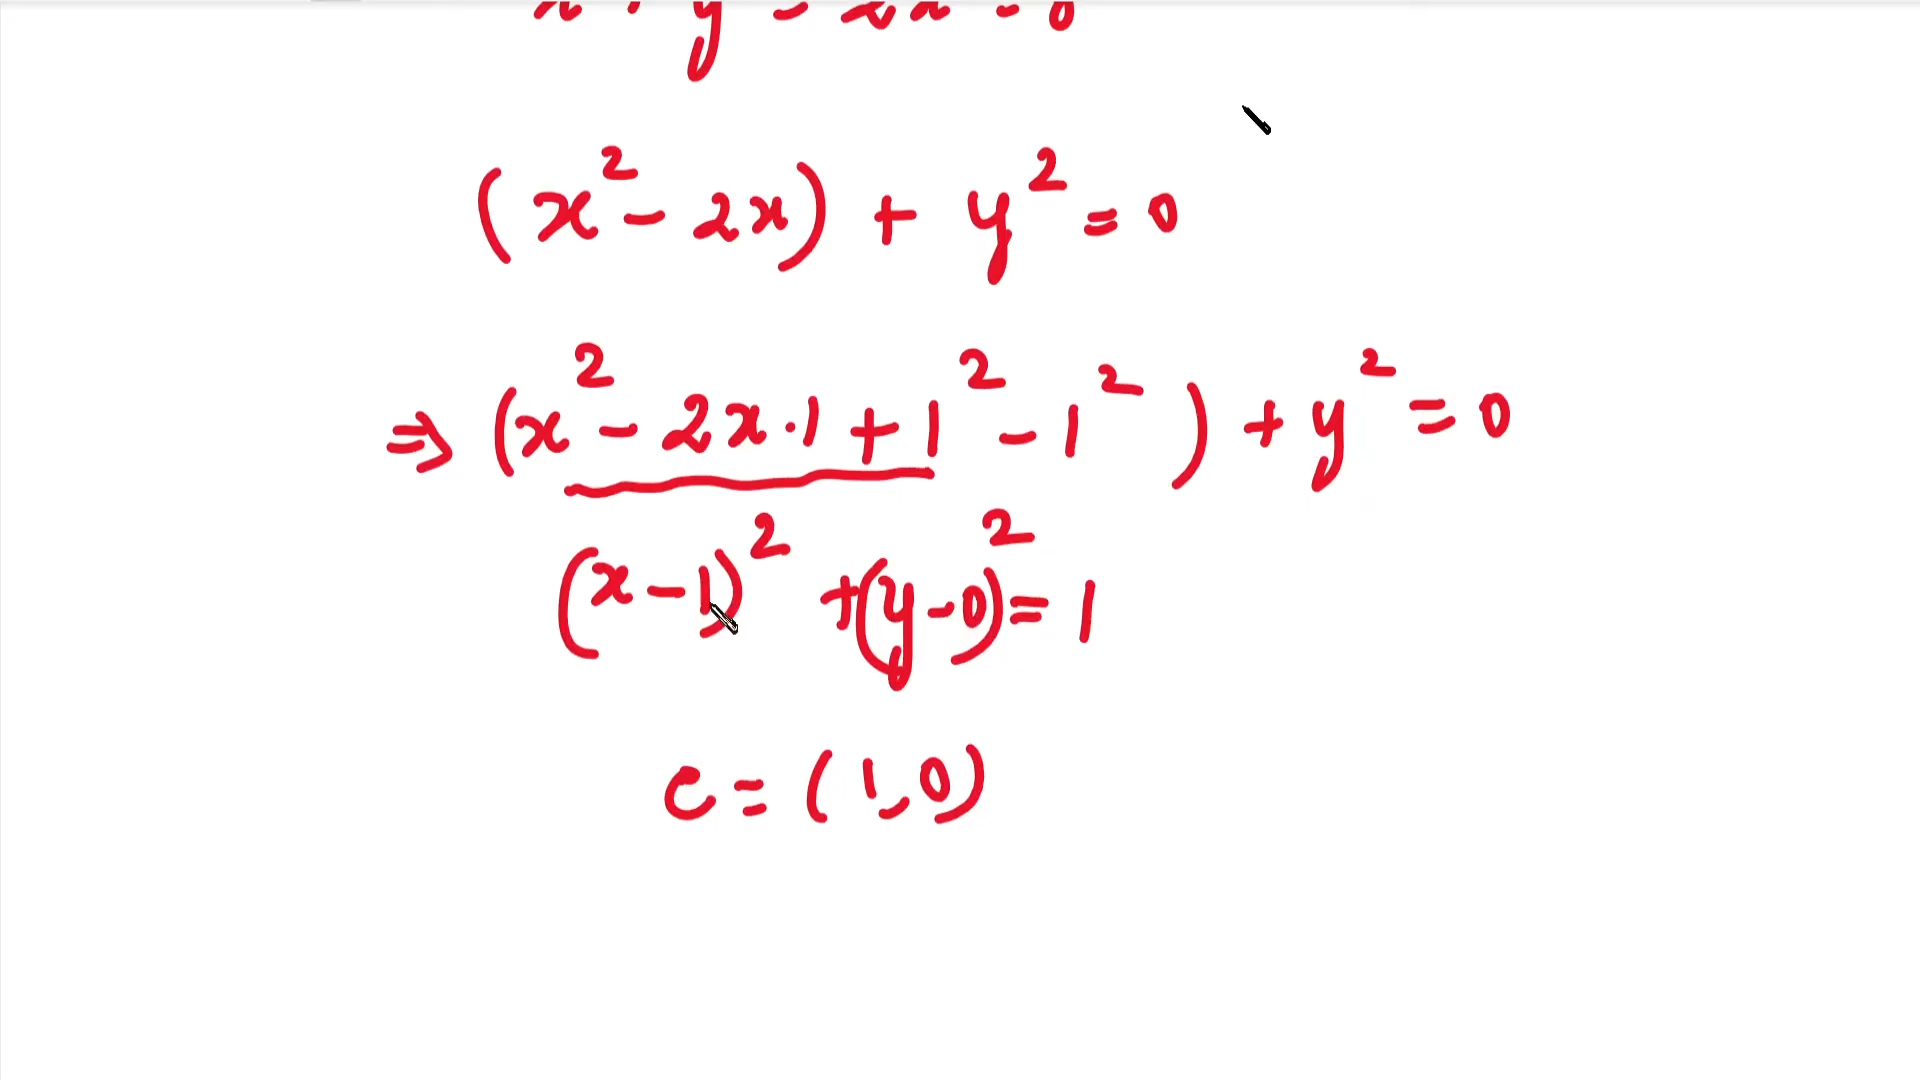 (x² - 2x) + y² = 0
⇒ (x² - 2x·1 + 1² - 1²) + y² = 0
(x - 1)² + (y - 0)² = 1
c = (1, 0)